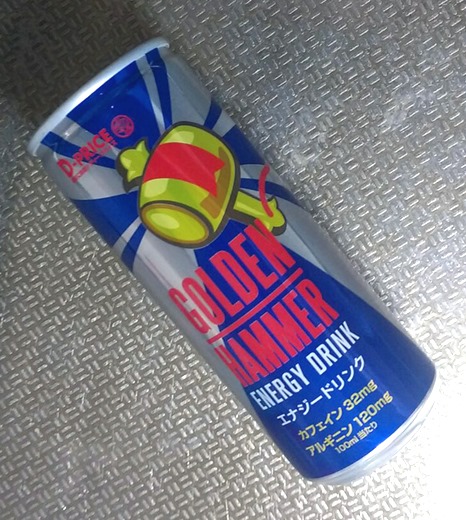 D-PRICE
GOLDEN
HAMMER
ENERGY DRINK
エナジードリンク
カフェイン 32mg
アルギニン 120mg
100ml 当たり